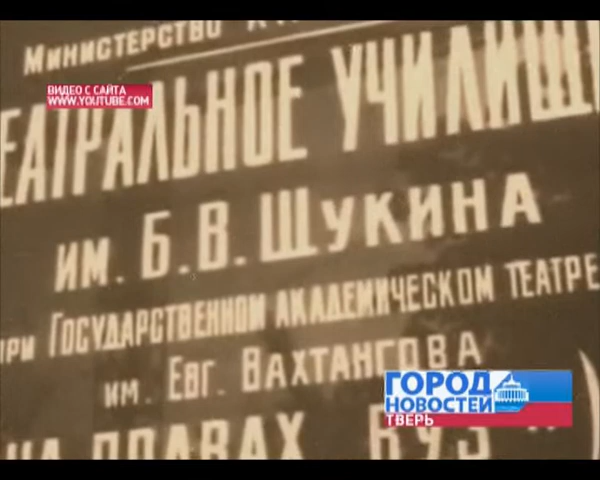 Министерство
ВИДЕО С САЙТА
WWW.YOUTUBE.COM
ЕАТРАЛЬНОЕ УЧИЛИЩ
ИМ. Б.В. ЩУКИНА
ПРИ ГОСУДАРСТВЕННОМ АКАДЕМИЧЕСКОМ ТЕАТРЕ
ИМ. ЕВГ. ВАХТАНГОВА
НА ПРАВАХ ВУЗ"
ГОРОД
НОВОСТЕЙ
ТВЕРЬ